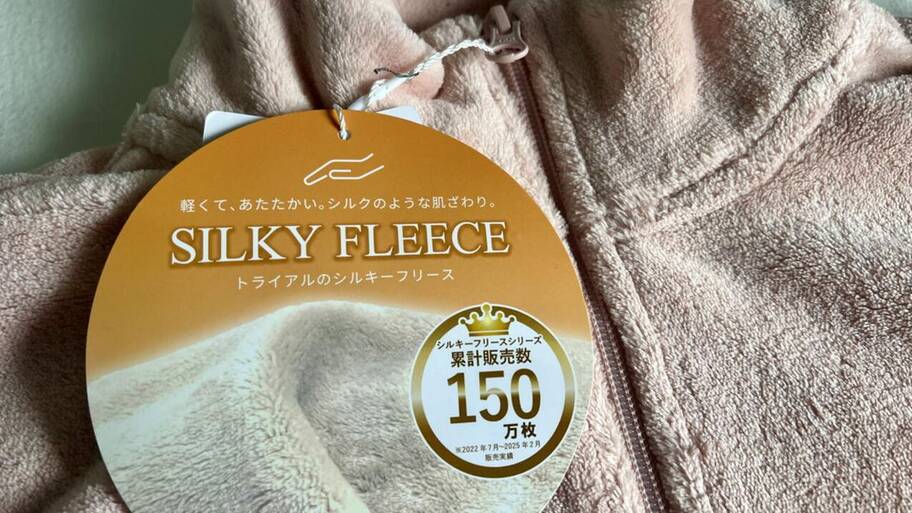 軽くて、あたたかい。シルクのような肌ざわり。
SILKY FLEECE
トライアルのシルキーフリース
シルキーフリースシリーズ
累計販売数
150
万枚
※2022年7月~2025年2月
販売実績